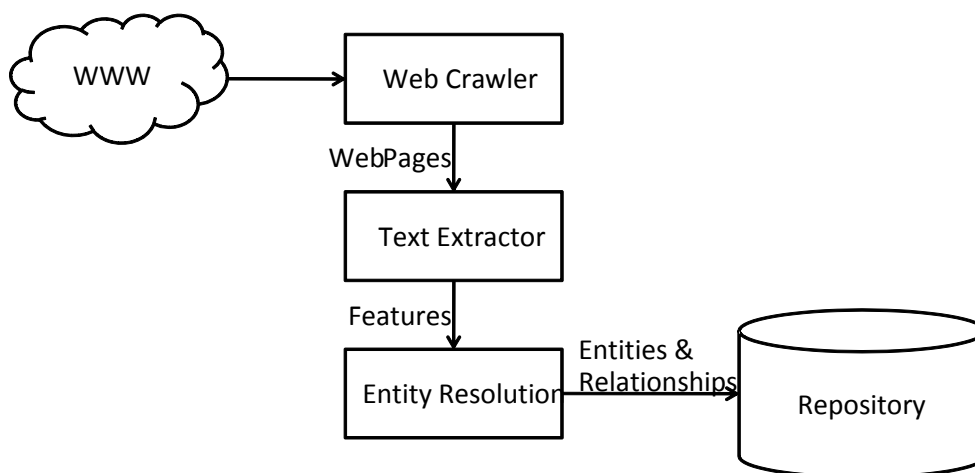 WWW
Web Crawler
WebPages
Text Extractor
Features
Entity Resolution
Entities &
Relationships
Repository